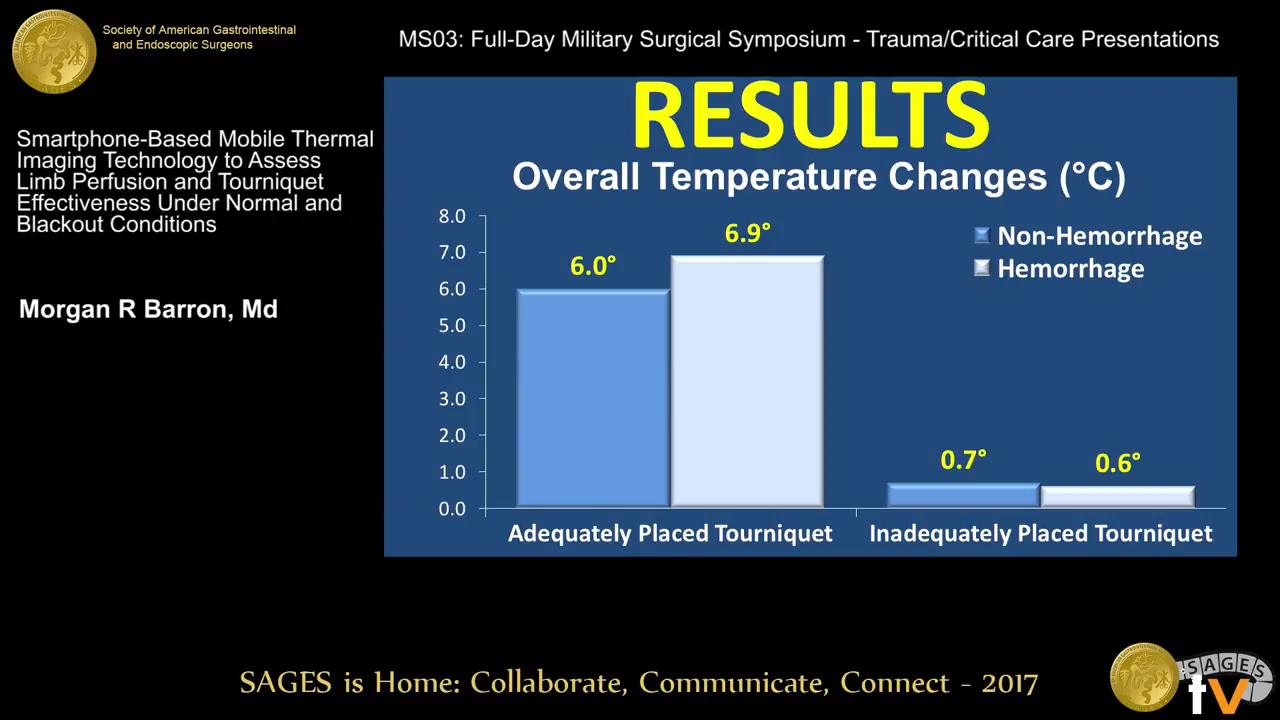 Society of American Gastrointestinal
and Endoscopic Surgeons
MS03: Full-Day Military Surgical Symposium - Trauma/Critical Care Presentations
Smartphone-Based Mobile Thermal
Imaging Technology to Assess
Limb Perfusion and Tourniquet
Effectiveness Under Normal and
Blackout Conditions
Morgan R Barron, Md
RESULTS
Overall Temperature Changes (°C)
8.0
7.0
6.0
5.0
4.0
3.0
2.0
1.0
0.0
6.0°
6.9°
0.7°
0.6°
Non-Hemorrhage
Hemorrhage
Adequately Placed Tourniquet
Inadequately Placed Tourniquet
SAGES is Home: Collaborate, Communicate, Connect - 2017
SAGES
tv